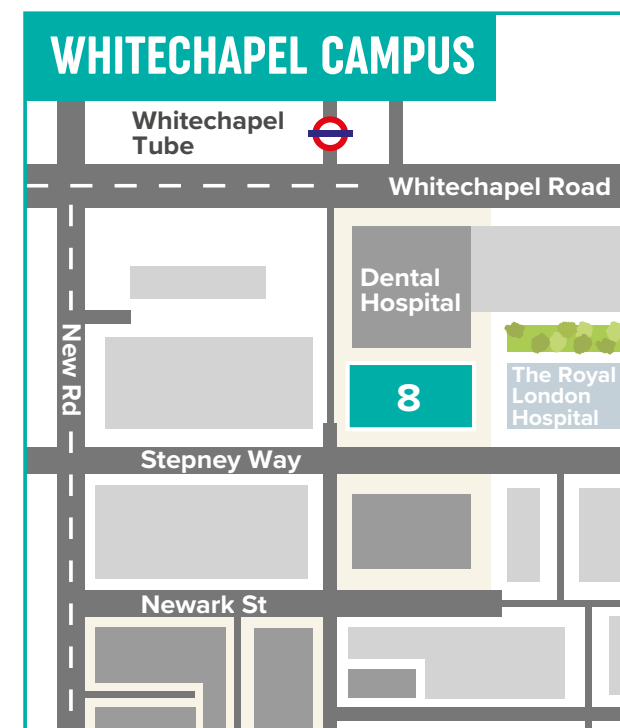 WHITECHAPEL CAMPUS
Whitechapel
Tube
Whitechapel Road
Dental
Hospital
New Rd
8
The Royal
London
Hospital
Stepney Way
Newark St